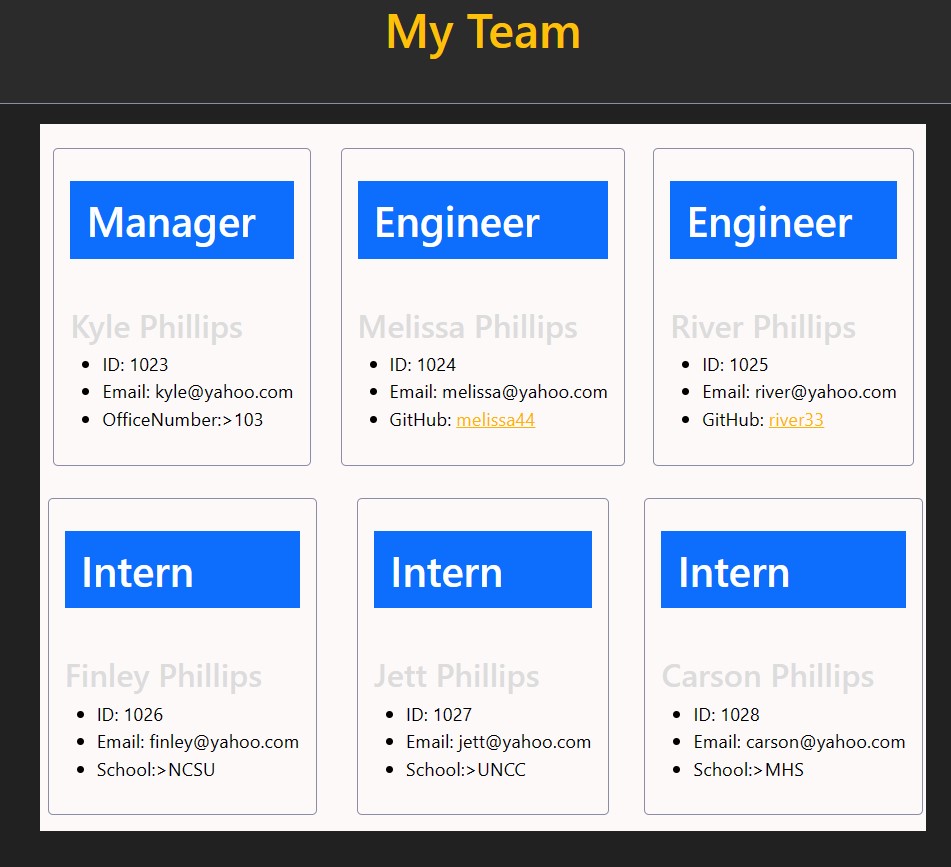 My Team
Manager
Kyle Phillips
ID: 1023
Email: kyle@yahoo.com
OfficeNumber:>103
Engineer
Melissa Phillips
ID: 1024
Email: melissa@yahoo.com
GitHub: melissa44
Engineer
River Phillips
ID: 1025
Email: river@yahoo.com
GitHub: river33
Intern
Finley Phillips
ID: 1026
Email: finley@yahoo.com
School:>NCSU
Intern
Jett Phillips
ID: 1027
Email: jett@yahoo.com
School:>UNCC
Intern
Carson Phillips
ID: 1028
Email: carson@yahoo.com
School:>MHS